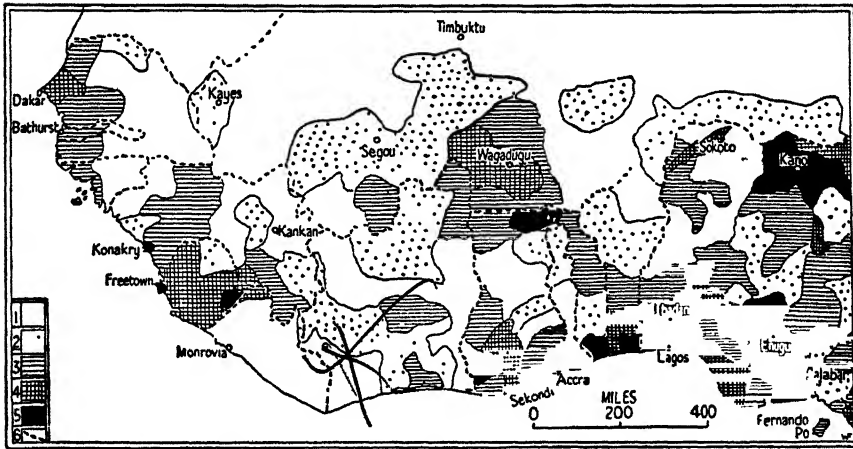 Timbuktu
Kayes
Dakar
Bathurst
Segou
Wagadugu
Sokoto
Kano
Kankan
Konakry
Freetown
Monrovia
Lagos
Enugu
Calabar
Sekondi
Accra
MILES
0 200 400
Fernando
Po
1
2
3
4
5
6